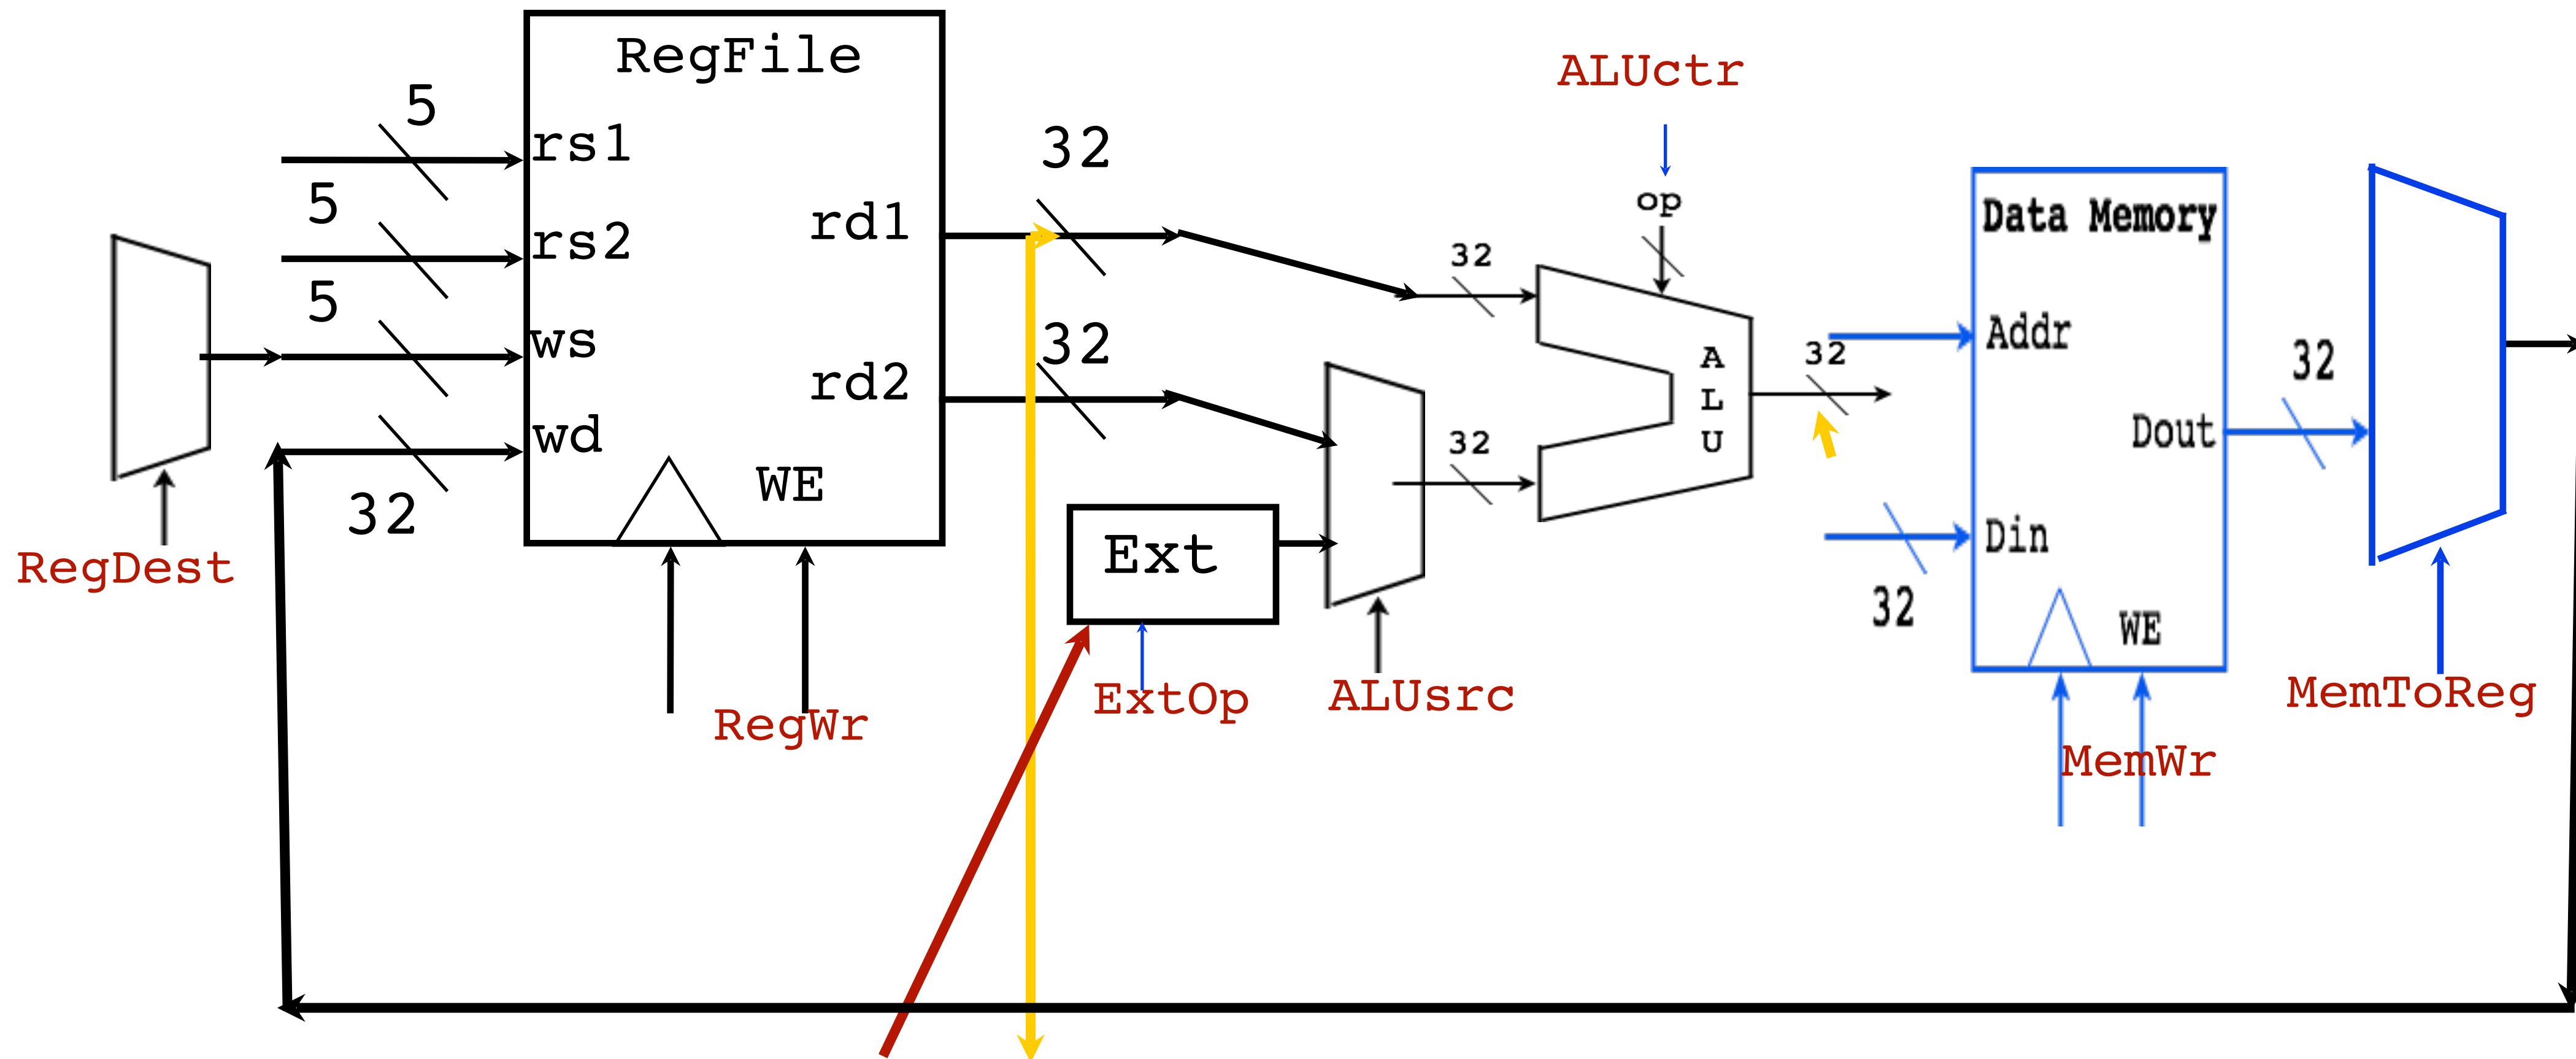 RegFile
5
rs1
5
rs2
5
ws
wd
32
WE
rd1
rd2
RegDest
RegWr
32
32
Ext
ExtOp
ALUsrc
ALUctr
op
32
32
A
L
U
32
Data Memory
Addr
Dout
Din
32
WE
MemWr
32
MemToReg